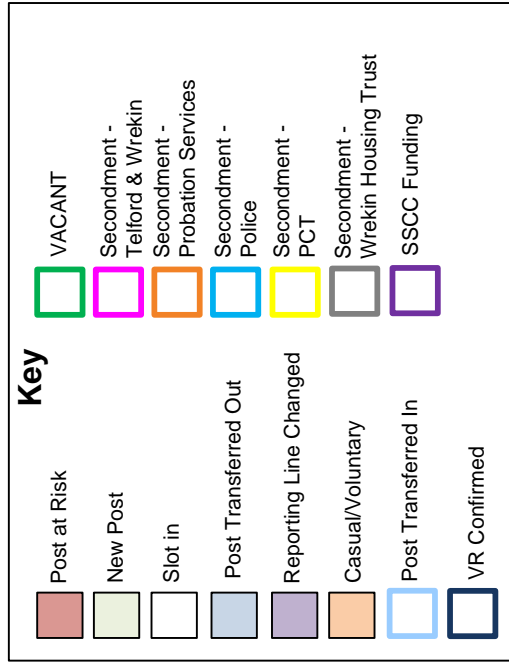 Key
Post at Risk
New Post
Slot in
Post Transferred Out
Reporting Line Changed
Casual/Voluntary
Post Transferred In
VR Confirmed
VACANT
Secondment -
Telford & Wrekin
Secondment -
Probation Services
Secondment -
Police
Secondment -
PCT
Secondment -
Wrekin Housing Trust
SSCC Funding